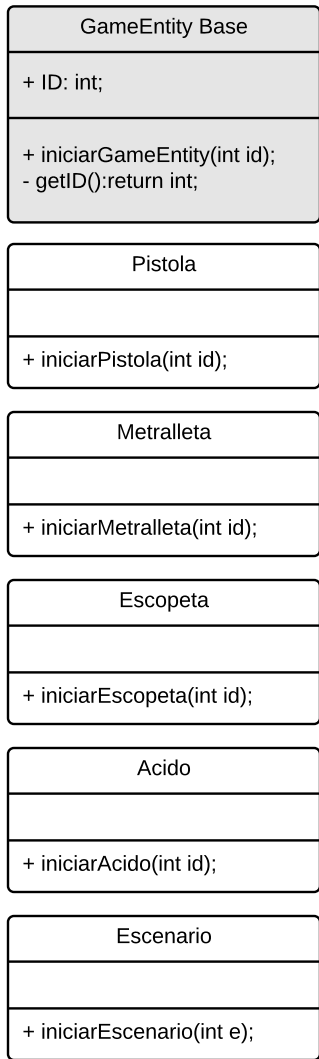 GameEntity Base
+ ID: int;
+ iniciarGameEntity(int id);
- getID():return int;
Pistola
+ iniciarPistola(int id);
Metralleta
+ iniciarMetralleta(int id);
Escopeta
+ iniciarEscopeta(int id);
Acido
+ iniciarAcido(int id);
Escenario
+ iniciarEscenario(int e);